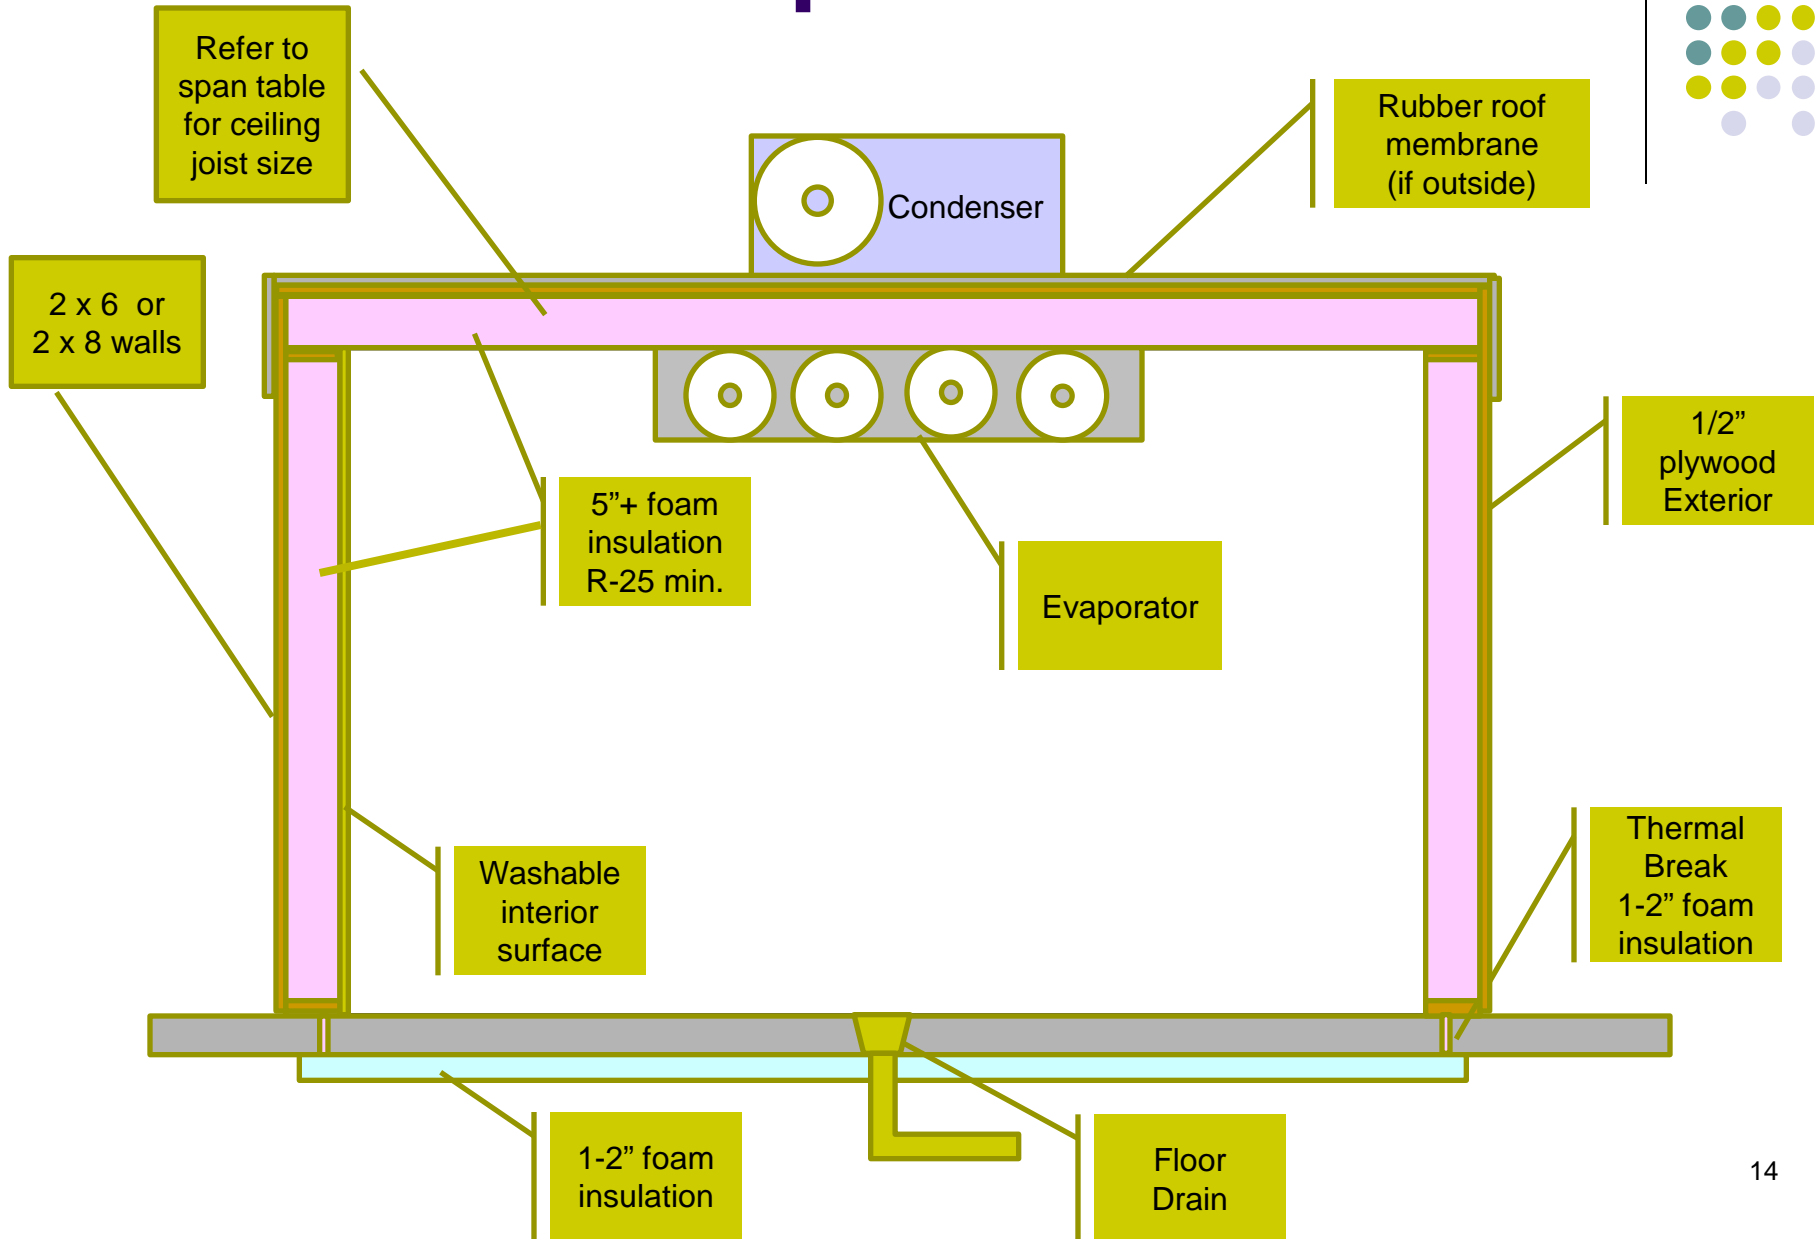 Refer to
span table
for ceiling
joist size
Rubber roof
membrane
(if outside)
Condenser
2 x 6 or
2 x 8 walls
1/2”
plywood
Exterior
5”+ foam
insulation
R-25 min.
Evaporator
Washable
interior
surface
Thermal
Break
1-2” foam
insulation
1-2” foam
insulation
Floor
Drain
14